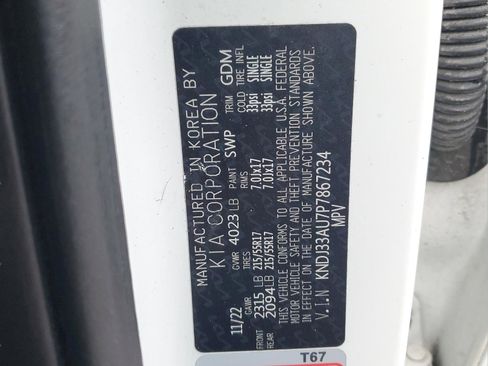 MANUFACTURED IN KOREA BY
KIA CORPORATION
11/22 GVWR 4023 LB PAINT SWP TRIM GDM
GAWR TIRES RIMS COLD TIRE INFL
FRONT 2315 LB 215/55R17 7.0Jx17 33psi SINGLE
REAR 2094 LB 215/55R17 7.0Jx17 33psi SINGLE
THIS VEHICLE CONFORMS TO ALL APPLICABLE U.S.A. FEDERAL
MOTOR VEHICLE SAFETY AND THEFT PREVENTION STANDARDS
IN EFFECT ON THE DATE OF MANUFACTURE SHOWN ABOVE.
V.I.N KNDJ33AU7P7867234
MPV
T67